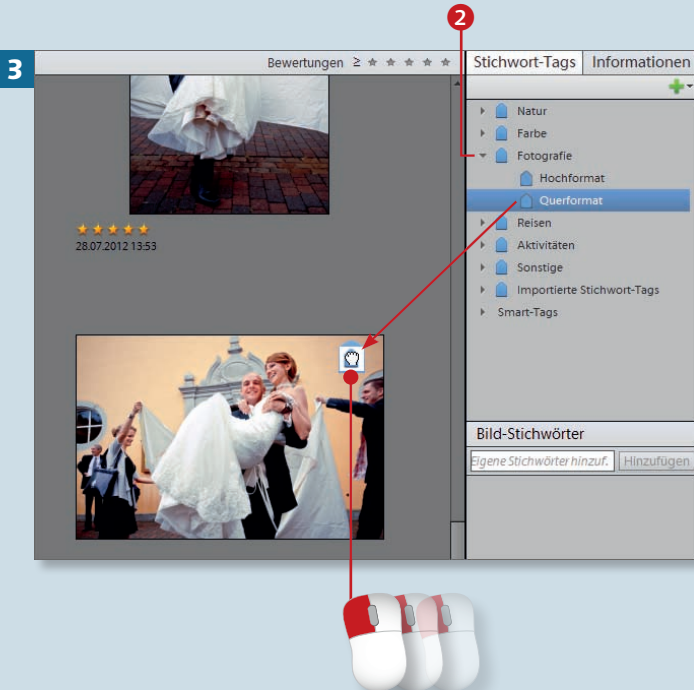 2
3
Bewertungen ≥
Stichwort-Tags Informationen
Natur
Farbe
Fotografie
Hochformat
Querformat
Reisen
Aktivitäten
Sonstige
Importierte Stichwort-Tags
Smart-Tags
28.07.2012 13:53
Bild-Stichwörter
Eigene Stichwörter hinzuf. Hinzufügen